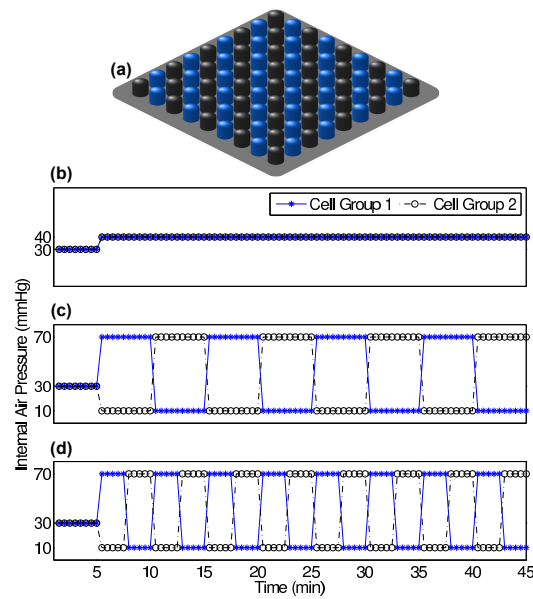 (a)
(b)
Cell Group 1 Cell Group 2
40
30
(c)
Internal Air Pressure (mmHg)
70
30
10
(d)
70
30
10
5 10 15 20 25 30 35 40 45
Time (min)